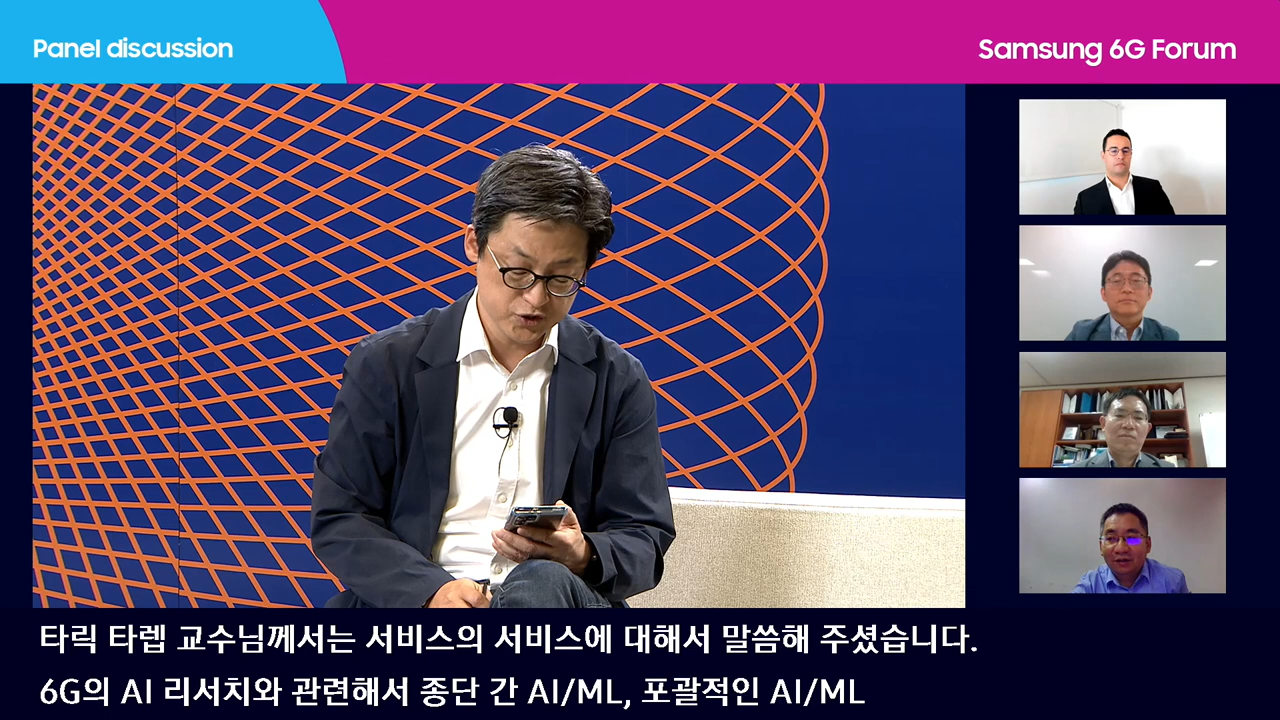 Panel discussion
Samsung 6G Forum
타릭 타렙 교수님께서는 서비스의 서비스에 대해서 말씀해 주셨습니다.
6G의 AI 리서치와 관련해서 종단 간 AI/ML, 포괄적인 AI/ML